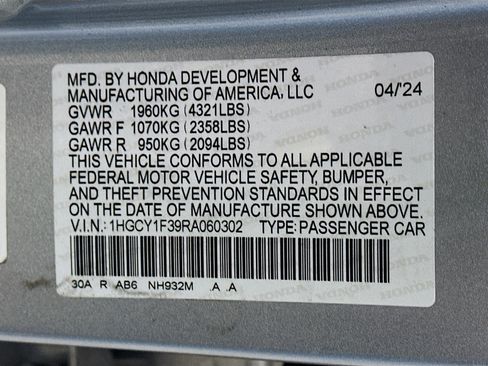 MFD. BY HONDA DEVELOPMENT &
MANUFACTURING OF AMERICA, LLC 04/'24
GVWR 1960KG (4321LBS)
GAWR F 1070KG (2358LBS)
GAWR R 950KG (2094LBS)
THIS VEHICLE CONFORMS TO ALL APPLICABLE
FEDERAL MOTOR VEHICLE SAFETY, BUMPER,
AND THEFT PREVENTION STANDARDS IN EFFECT
ON THE DATE OF MANUFACTURE SHOWN ABOVE.
V.I.N.: 1HGCY1F39RA060302 TYPE: PASSENGER CAR
30A R AB6 NH932M .A .A